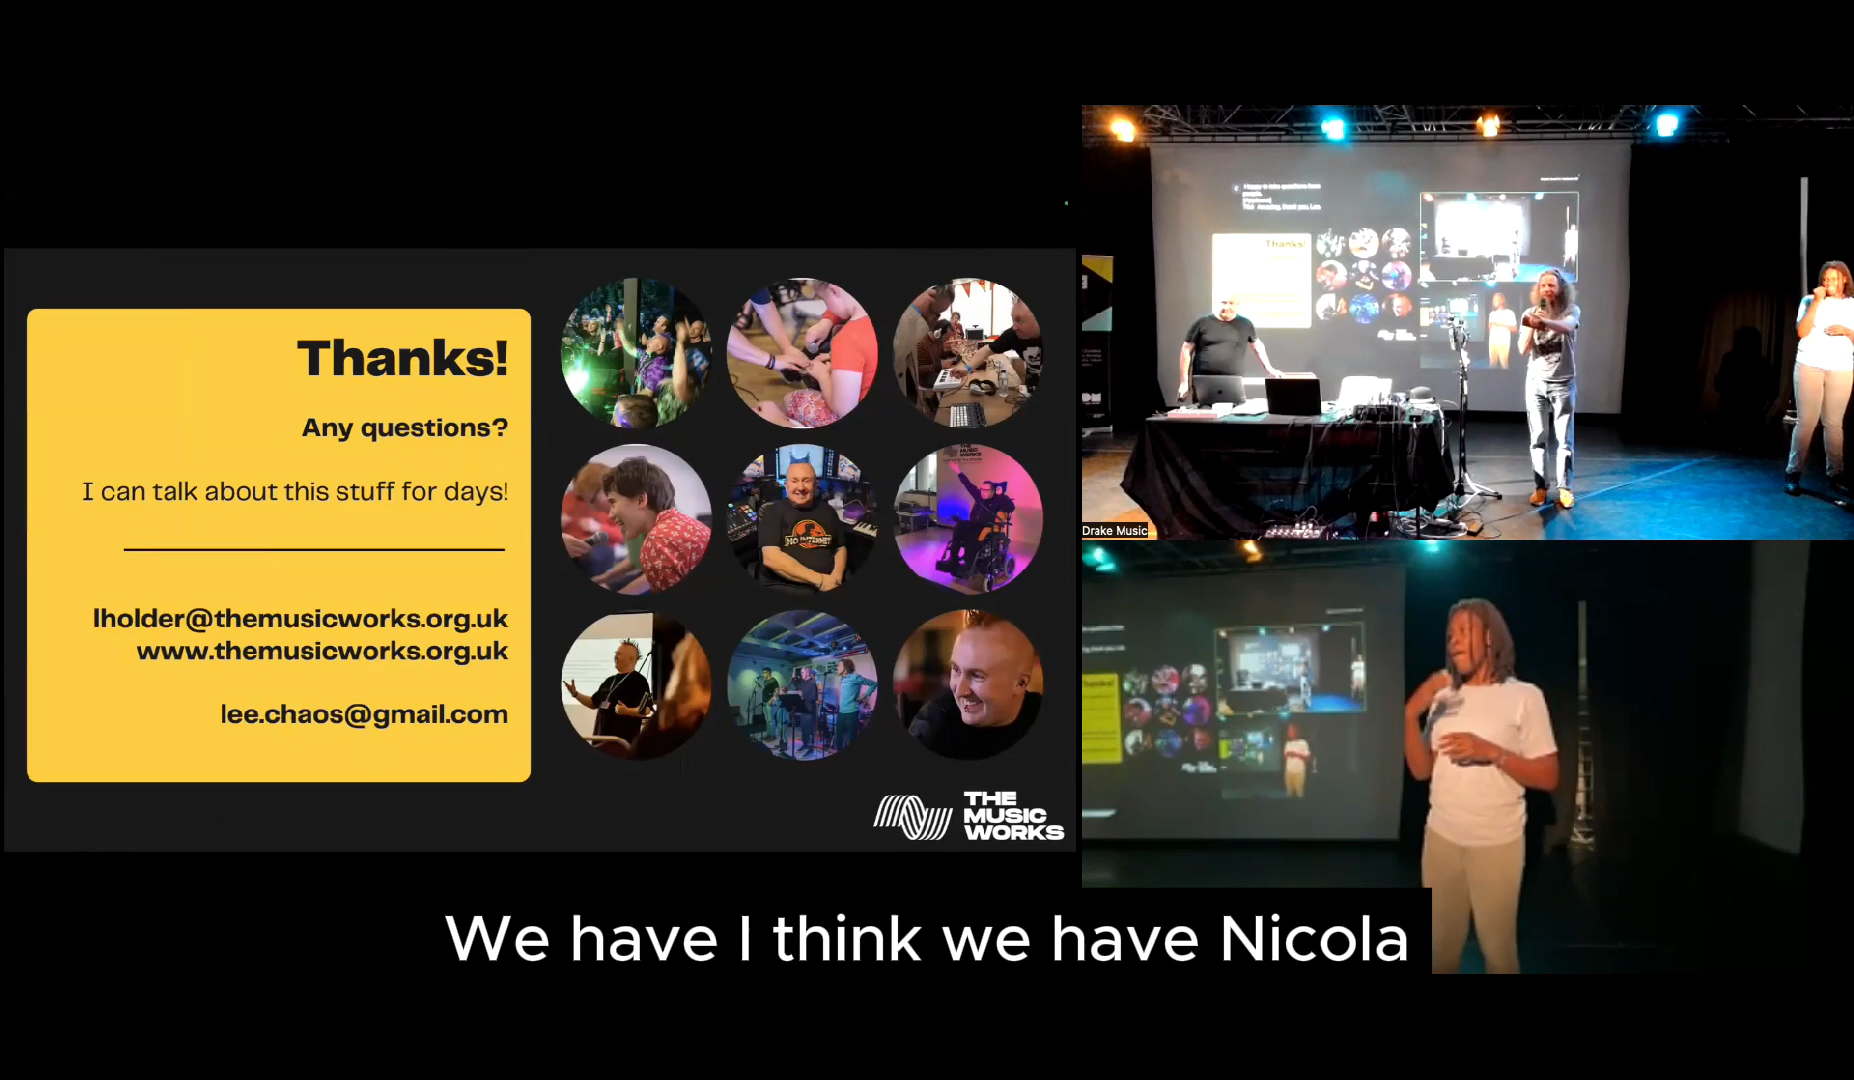 Thanks!
Any questions?
I can talk about this stuff for days!
lholder@themusicworks.org.uk
www.themusicworks.org.uk
lee.chaos@gmail.com
THE
MUSIC
WORKS
Drake Music
Thanks!
We have I think we have Nicola